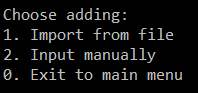 Choose adding:
1. Import from file
2. Input manually
0. Exit to main menu